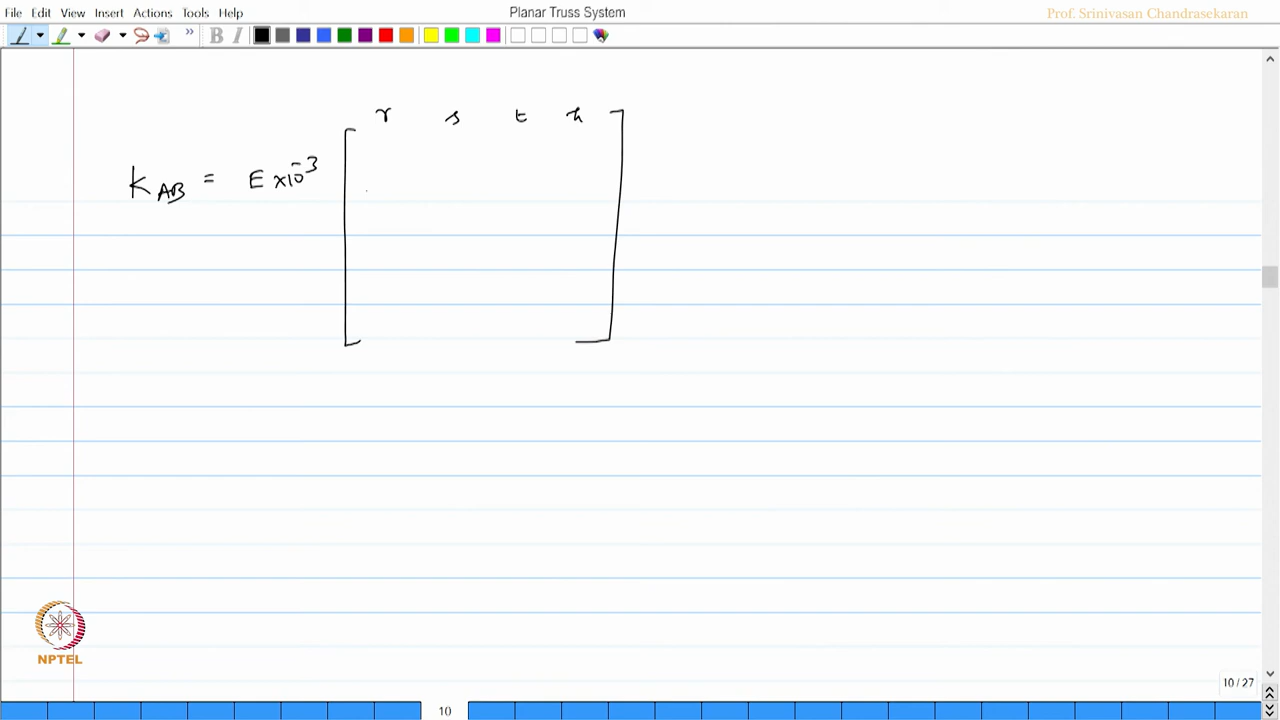 File Edit View Insert Actions Tools Help
Planar Truss System
Prof. Srinivasan Chandrasekaran
B I
r s t h
K_AB = E x10^-3
NPTEL
10 / 27
10